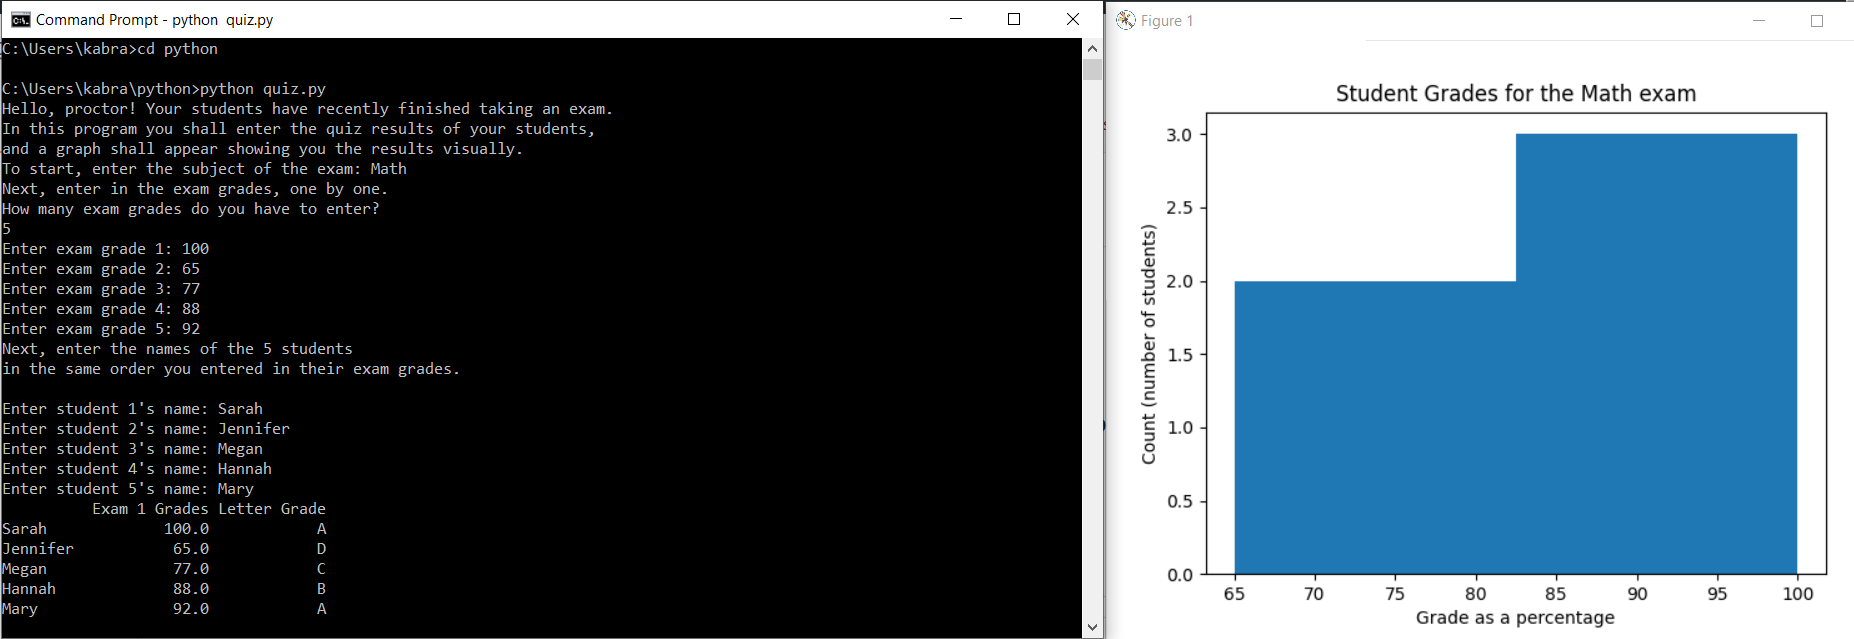 Command Prompt - python  quiz.py
C:\Users\kabra>cd python
C:\Users\kabra\python>python quiz.py
Hello, proctor! Your students have recently finished taking an exam.
In this program you shall enter the quiz results of your students,
and a graph shall appear showing you the results visually.
To start, enter the subject of the exam: Math
Next, enter in the exam grades, one by one.
How many exam grades do you have to enter?
5
Enter exam grade 1: 100
Enter exam grade 2: 65
Enter exam grade 3: 77
Enter exam grade 4: 88
Enter exam grade 5: 92
Next, enter the names of the 5 students
in the same order you entered in their exam grades.
Enter student 1's name: Sarah
Enter student 2's name: Jennifer
Enter student 3's name: Megan
Enter student 4's name: Hannah
Enter student 5's name: Mary
Exam 1 Grades Letter Grade
Sarah 100.0 A
Jennifer 65.0 D
Megan 77.0 C
Hannah 88.0 B
Mary 92.0 A
Figure 1
Student Grades for the Math exam
Count (number of students)
3.0
2.5
2.0
1.5
1.0
0.5
0.0
65 70 75 80 85 90 95 100
Grade as a percentage